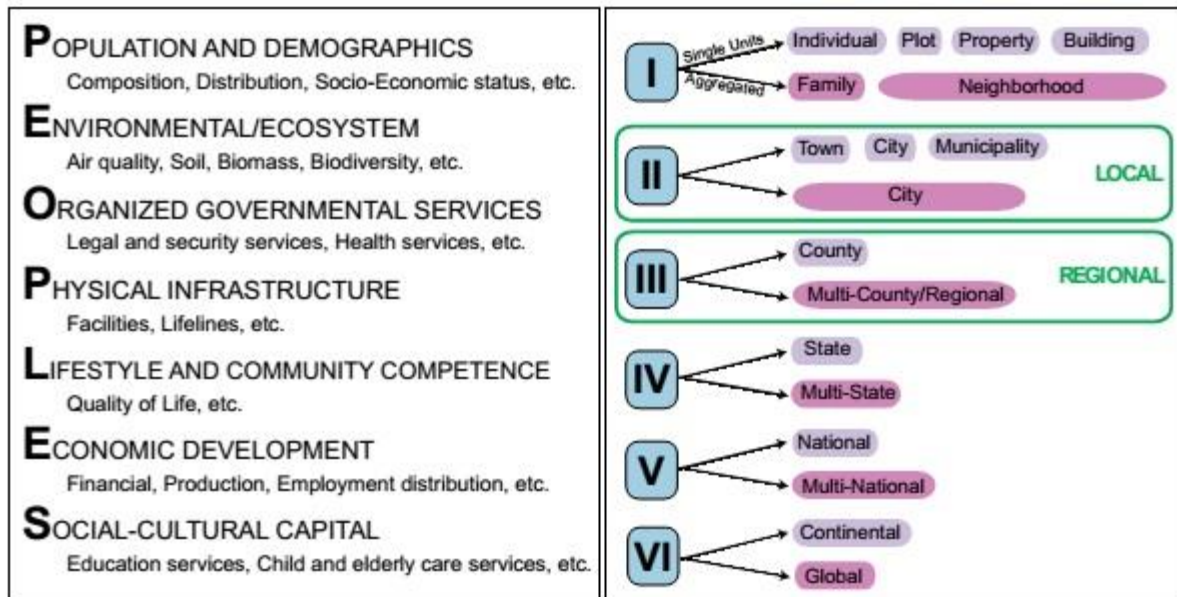 POPULATION AND DEMOGRAPHICS
Composition, Distribution, Socio-Economic status, etc.
ENVIRONMENTAL/ECOSYSTEM
Air quality, Soil, Biomass, Biodiversity, etc.
ORGANIZED GOVERNMENTAL SERVICES
Legal and security services, Health services, etc.
PHYSICAL INFRASTRUCTURE
Facilities, Lifelines, etc.
LIFESTYLE AND COMMUNITY COMPETENCE
Quality of Life, etc.
ECONOMIC DEVELOPMENT
Financial, Production, Employment distribution, etc.
SOCIAL-CULTURAL CAPITAL
Education services, Child and elderly care services, etc.
I
Single Units
Individual Plot Property Building
Aggregated
Family Neighborhood
II
Town City Municipality
LOCAL
City
III
County
REGIONAL
Multi-County/Regional
IV
State
Multi-State
V
National
Multi-National
VI
Continental
Global